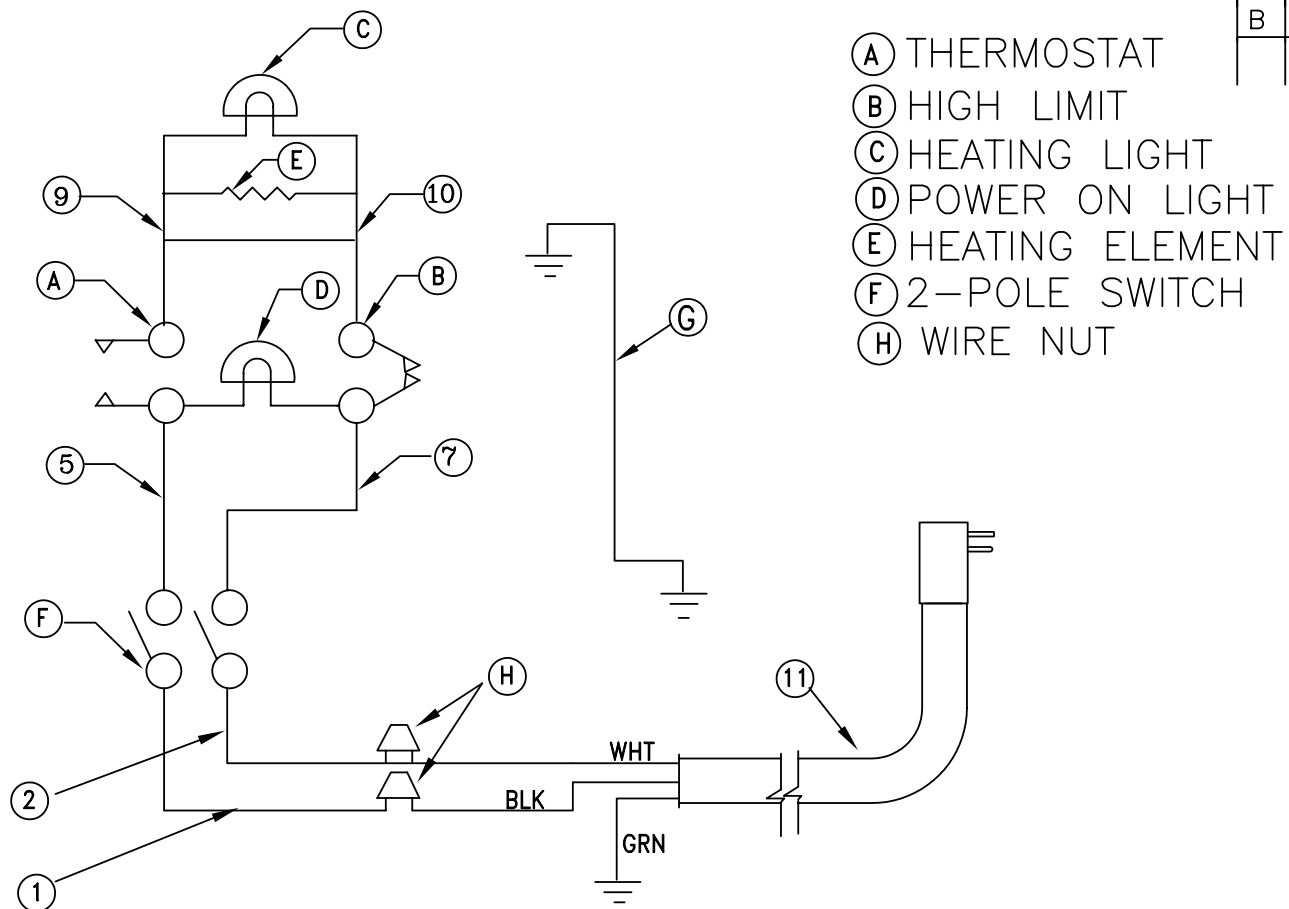 C
B
A THERMOSTAT
B HIGH LIMIT
C HEATING LIGHT
D POWER ON LIGHT
E HEATING ELEMENT
F 2-POLE SWITCH
H WIRE NUT
E
9
10
A
D
B
G
5
7
F
H
11
WHT
2
BLK
GRN
1